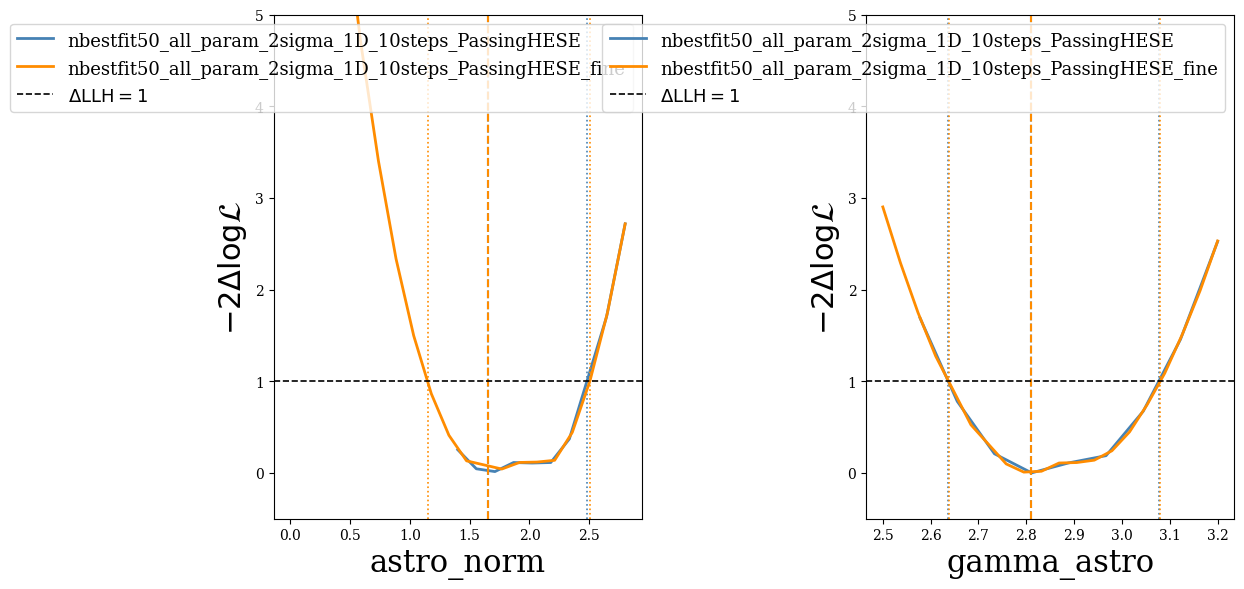 nbestfit50_all_param_2sigma_1D_10steps_PassingHESE
nbestfit50_all_param_2sigma_1D_10steps_PassingHESE_fine
ΔLLH = 1
5
4
3
2
1
0
−2Δlogℒ
0.0 0.5 1.0 1.5 2.0 2.5
astro_norm
nbestfit50_all_param_2sigma_1D_10steps_PassingHESE
nbestfit50_all_param_2sigma_1D_10steps_PassingHESE_fine
ΔLLH = 1
5
4
3
2
1
0
−2Δlogℒ
2.5 2.6 2.7 2.8 2.9 3.0 3.1 3.2
gamma_astro